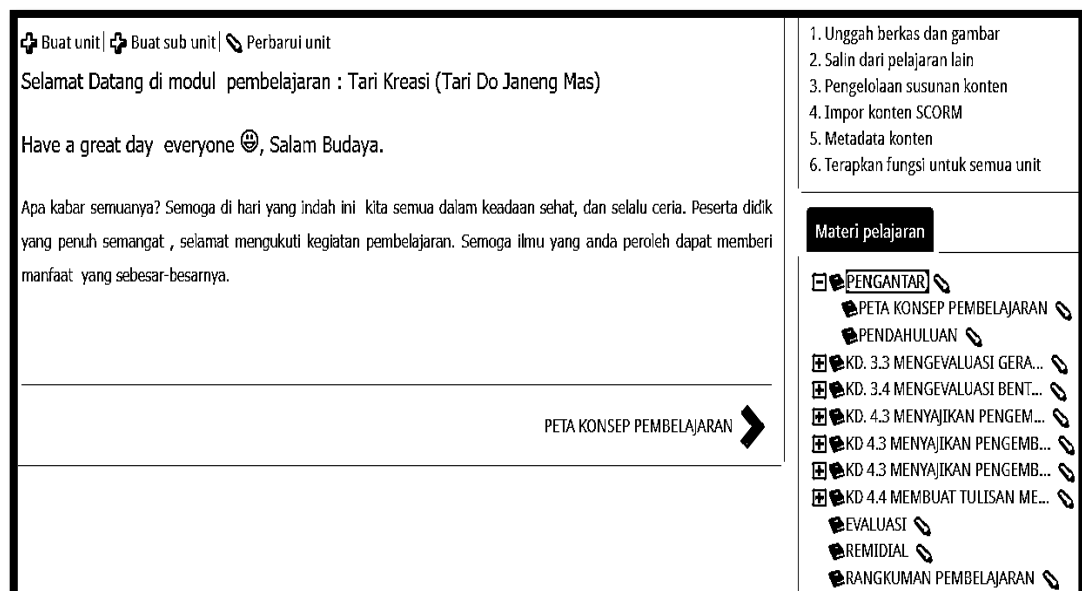 Buat unit| Buat sub unit| Perbarui unit
Selamat Datang di modul pembelajaran : Tari Kreasi (Tari Do Janeng Mas)
Have a great day everyone 😃, Salam Budaya.
Apa kabar semuanya? Semoga di hari yang indah ini kita semua dalam keadaan sehat, dan selalu ceria. Peserta didik
yang penuh semangat , selamat mengukuti kegiatan pembelajaran. Semoga ilmu yang anda peroleh dapat memberi
manfaat yang sebesar-besarnya.
PETA KONSEP PEMBELAJARAN
1. Unggah berkas dan gambar
2. Salin dari pelajaran lain
3. Pengelolaan susunan konten
4. Impor konten SCORM
5. Metadata konten
6. Terapkan fungsi untuk semua unit
Materi pelajaran
PENGANTAR
PETA KONSEP PEMBELAJARAN
PENDAHULUAN
KD. 3.3 MENGEVALUASI GERA...
KD. 3.4 MENGEVALUASI BENT...
KD. 4.3 MENYAJIKAN PENGEM...
KD 4.3 MENYAJIKAN PENGEMB...
KD 4.3 MENYAJIKAN PENGEMB...
KD 4.4 MEMBUAT TULISAN ME...
EVALUASI
REMIDIAL
RANGKUMAN PEMBELAJARAN